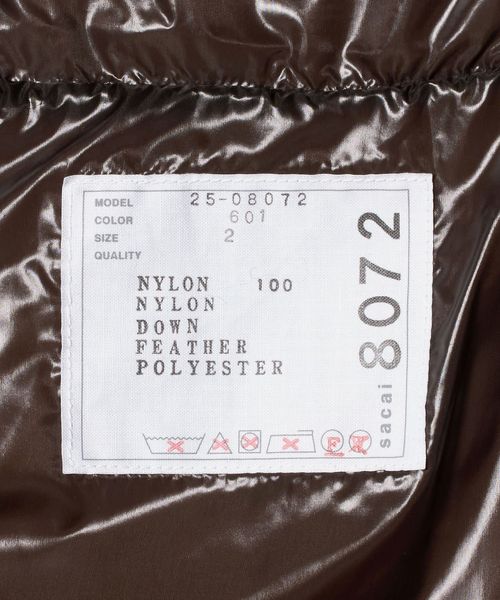 MODEL 25-08072
COLOR 601
SIZE 2
QUALITY
NYLON 100
NYLON
DOWN
FEATHER
POLYESTER
sacai 8072